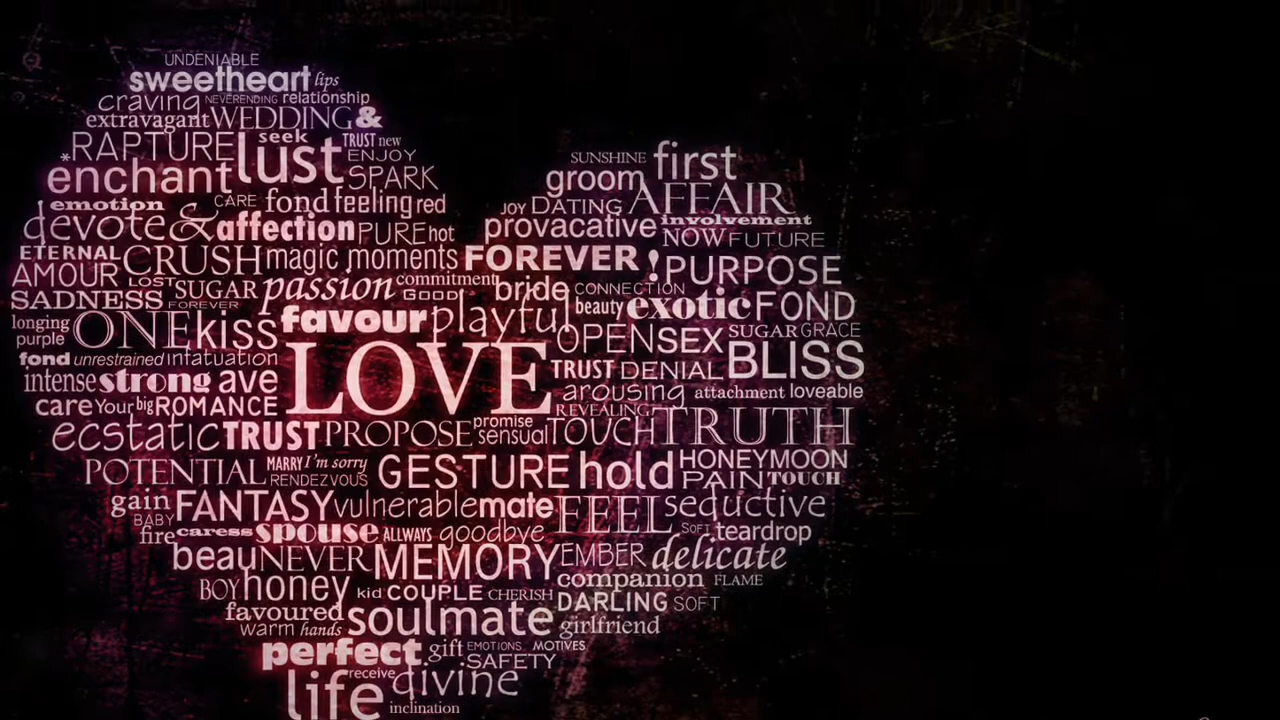 UNDENIABLE
sweetheart lips
craving NEVERENDING relationship
extravagant WEDDING &
*RAPTURE seek lust TRUST new
ENJOY
enchant SPARK
SUNSHINE first
groom AFFAIR
emotion CARE fond feeling red
JOY DATING
devote & affection PURE hot
provacative involvement
NOW FUTURE
ETERNAL CRUSH magic moments FOREVER! PURPOSE
AMOUR LOST SUGAR passion commitment bride CONNECTION
SADNESS FOREVER GOOD beauty exotic FOND
longing ONE kiss favour playful OPEN SEX SUGAR GRACE
purple
fond unrestrained infatuation LOVE TRUST DENIAL BLISS
intense strong ave arousing attachment loveable
care Your big ROMANCE REVEALING
ecstatic TRUST PROPOSE promise sensual TOUCH TRUTH
POTENTIAL MARRY I'm sorry GESTURE hold HONEYMOON
RENDEZVOUS PAIN TOUCH
gain FANTASY vulnerable mate FEEL seductive
BABY
fire caress spouse ALLWAYS goodbye SOFT teardrop
beau NEVER MEMORY EMBER delicate
BOY honey kid COUPLE CHERISH companion FLAME
DARLING SOFT
favoured soulmate girlfriend
warm hands
perfect gift EMOTIONS MOTIVES
SAFETY
life receive divine
inclination